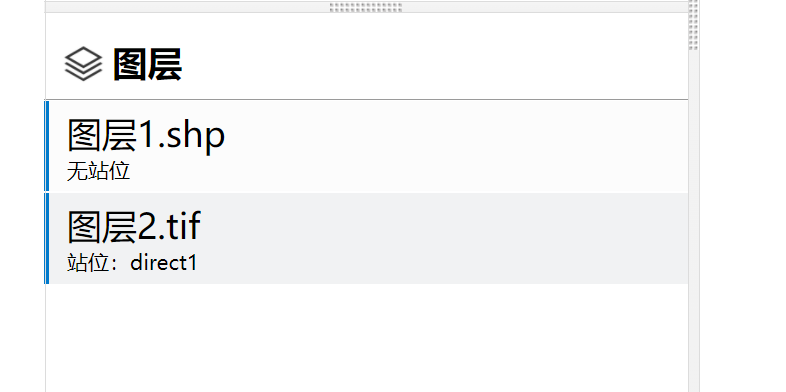 图层
图层1.shp
无站位
图层2.tif
站位：direct1